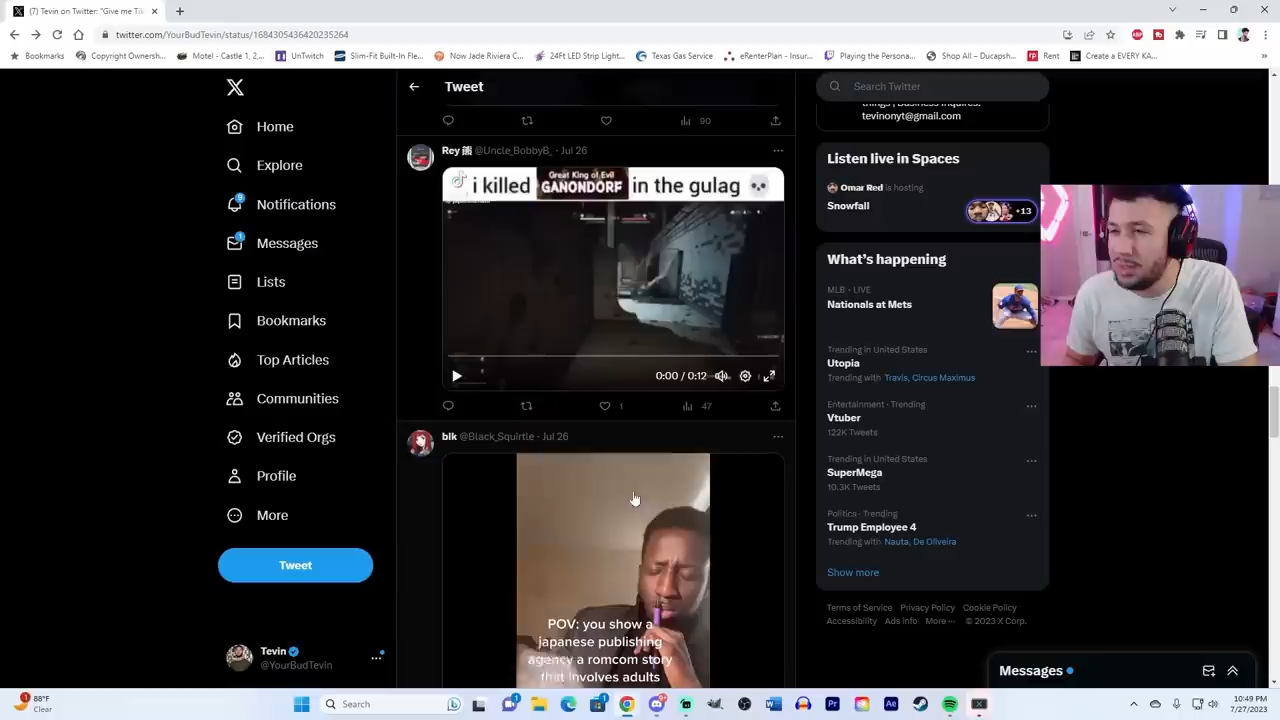 (7) Tevin on Twitter: "Give me Ti
twitter.com/YourBudTevin/status/1684305436420235264
Bookmarks
Copyright Ownersh...
Motel - Castle 1, 2,...
UnTwitch
Slim-Fit Built-In Fle...
Now Jade Riviera C...
24Ft LED Strip Light...
Texas Gas Service
eRenterPlan - Insur...
Playing the Persona...
Shop All – Ducapsh...
Rent
Create a EVERY KA...
Home
Explore
9
Notifications
1
Messages
Lists
Bookmarks
Top Articles
Communities
Verified Orgs
Profile
More
Tweet
Tevin
@YourBudTevin
Tweet
90
Rey 熊 @Uncle_BobbyB_ · Jul 26
i killed Great King of Evil GANONDORF in the gulag 💀
0:00 / 0:12
1
47
blk @Black_Squirtle · Jul 26
POV: you show a
japanese publishing
agency a romcom story
that involves adults
Search Twitter
things | Business Inquires:
tevinonyt@gmail.com
Listen live in Spaces
Omar Red is hosting
Snowfall
+13
What's happening
MLB · LIVE
Nationals at Mets
Trending in United States
Utopia
Trending with Travis, Circus Maximus
Entertainment · Trending
Vtuber
122K Tweets
Trending in United States
SuperMega
10.3K Tweets
Politics · Trending
Trump Employee 4
Trending with Nauta, De Oliveira
Show more
Terms of Service Privacy Policy Cookie Policy
Accessibility Ads info More ··· © 2023 X Corp.
Messages
88°F
Clear
Search
10:49 PM
7/27/2023